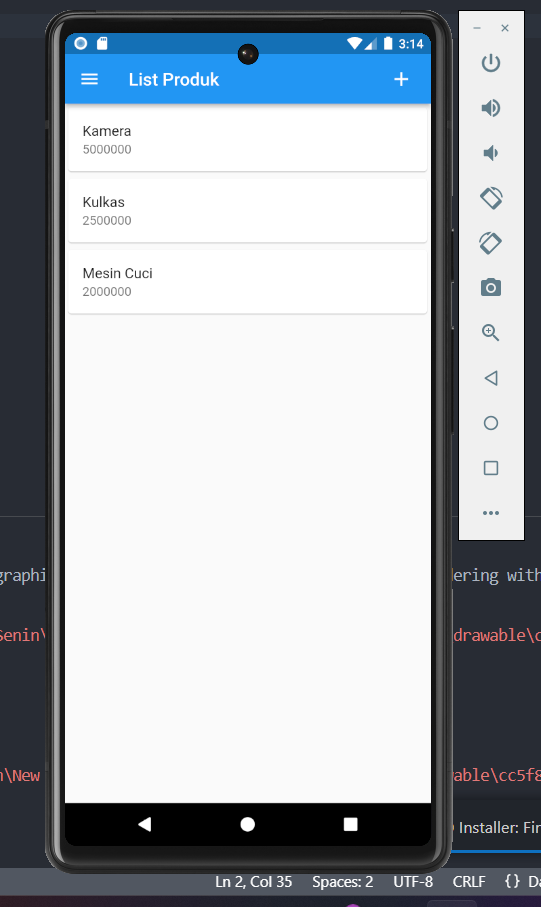 3:14
List Produk
Kamera
5000000
Kulkas
2500000
Mesin Cuci
2000000
graphi
dering with
Senin\
drawable\c
n\New
able\cc5f8
Installer: Fir
Ln 2, Col 35 Spaces: 2 UTF-8 CRLF {} Da